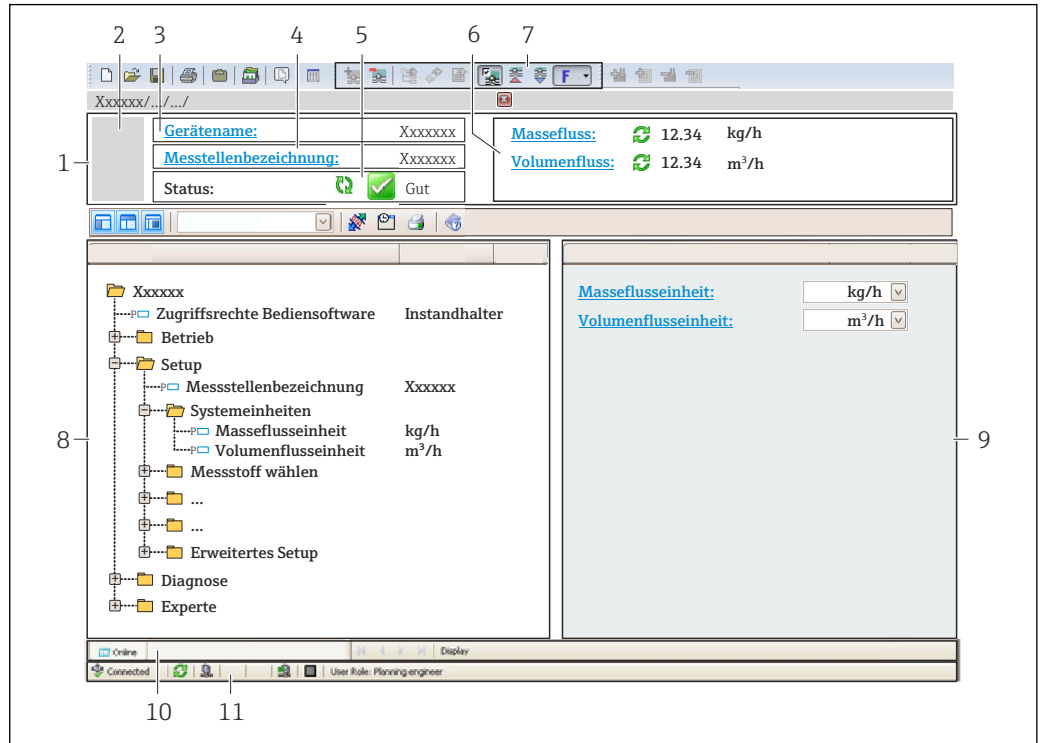 2 3 4 5 6 7
F
Xxxxxx/.../.../
1
Gerätename: Xxxxxxx
Messtellenbezeichnung: Xxxxxxx
Status: Gut
Massefluss: 12.34 kg/h
Volumenfluss: 12.34 m³/h
Xxxxxx
P Zugriffsrechte Bediensoftware Instandhalter
Betrieb
Setup
P Messstellenbezeichnung Xxxxxx
Systemeinheiten
P Masseflusseinheit kg/h
P Volumenflusseinheit m³/h
Messstoff wählen
...
...
Erweitertes Setup
Diagnose
Experte
8
Masseflusseinheit: kg/h
Volumenflusseinheit: m³/h
9
Online Display
Connected User Role: Planning engineer
10 11